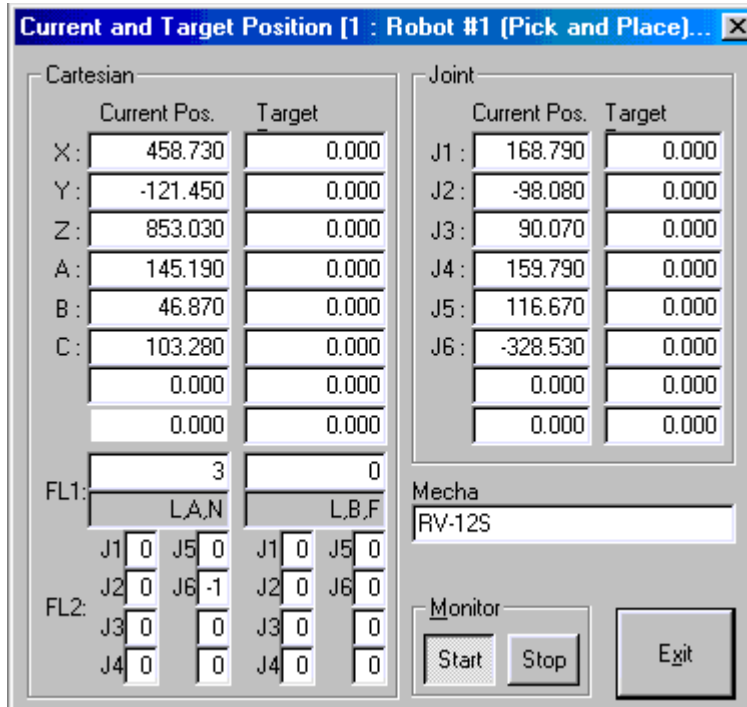 Current and Target Position [1 : Robot #1 (Pick and Place)...
Cartesian
Current Pos. Target
X : 458.730 0.000
Y : -121.450 0.000
Z : 853.030 0.000
A : 145.190 0.000
B : 46.870 0.000
C : 103.280 0.000
0.000 0.000
0.000 0.000
FL1: 3 0
L,A,N L,B,F
FL2:
J1 0 J5 0 J1 0 J5 0
J2 0 J6 -1 J2 0 J6 0
J3 0 0 J3 0 0
J4 0 0 J4 0 0
Joint
Current Pos. Target
J1 : 168.790 0.000
J2 : -98.080 0.000
J3 : 90.070 0.000
J4 : 159.790 0.000
J5 : 116.670 0.000
J6 : -328.530 0.000
0.000 0.000
0.000 0.000
Mecha
RV-12S
Monitor
Start Stop
Exit